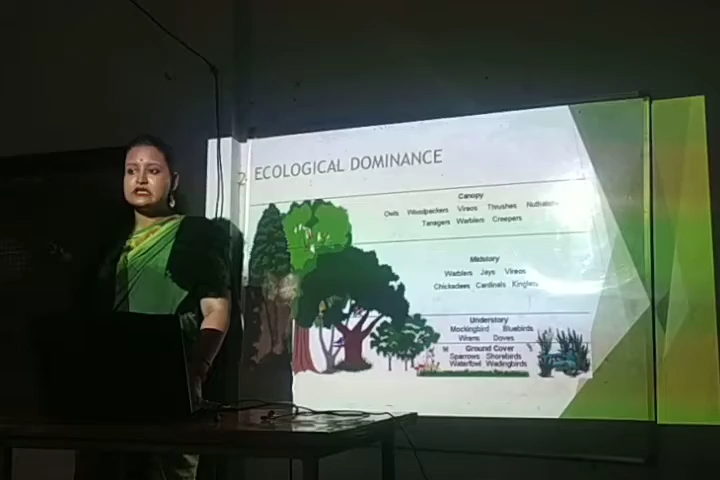 2. ECOLOGICAL DOMINANCE
Canopy
Owls Woodpeckers Vireos Thrushes
Tanagers Warblers Creepers
Midstory
Warblers Jays Vireos
Chickadees Cardinals Kinglets
Understory
Mockingbird Bluebirds
Wrens Doves
Ground Cover
Sparrows Shorebirds
Waterfowl Wadingbirds